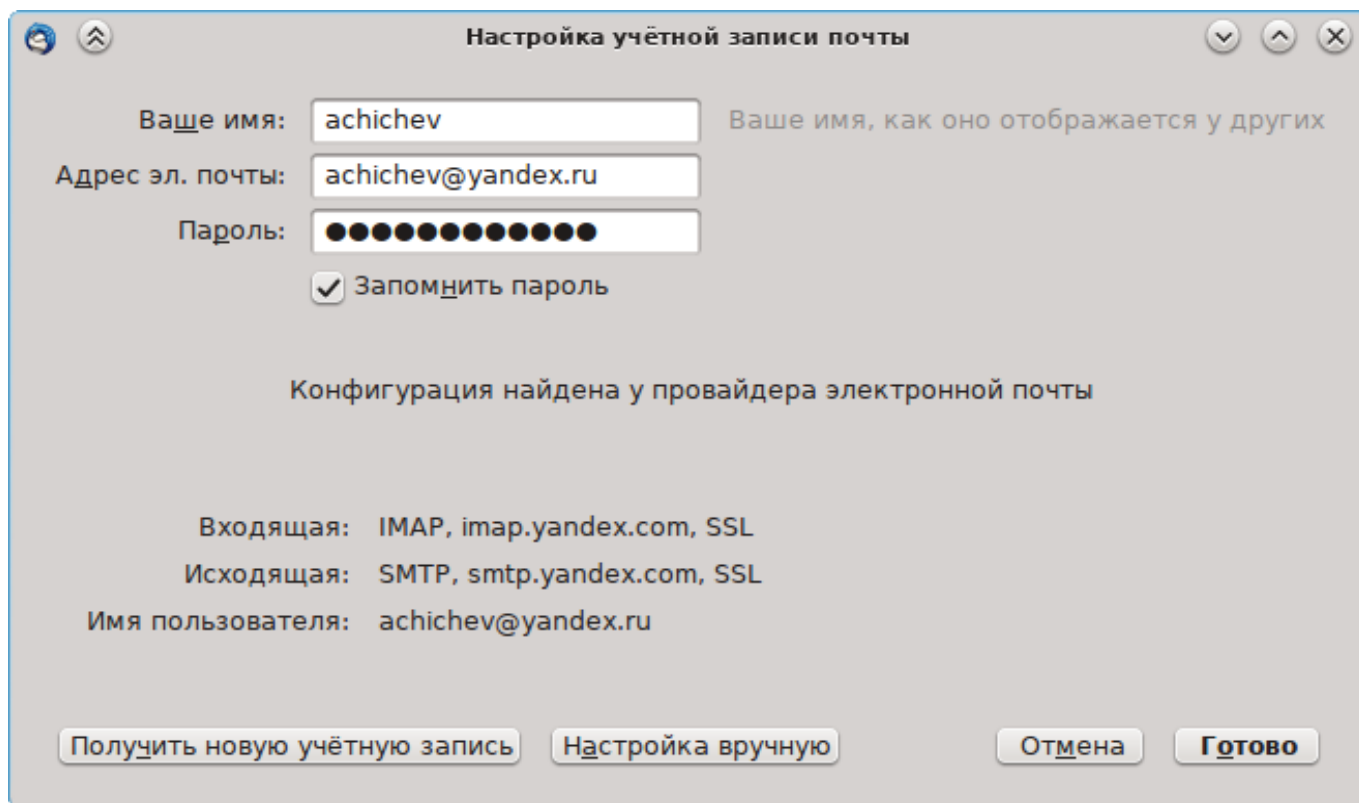 Настройка учётной записи почты
Ваше имя: achichev Ваше имя, как оно отображается у других
Адрес эл. почты: achichev@yandex.ru
Пароль: ●●●●●●●●●●●●
Запомнить пароль
Конфигурация найдена у провайдера электронной почты
Входящая: IMAP, imap.yandex.com, SSL
Исходящая: SMTP, smtp.yandex.com, SSL
Имя пользователя: achichev@yandex.ru
Получить новую учётную запись Настройка вручную Отмена Готово